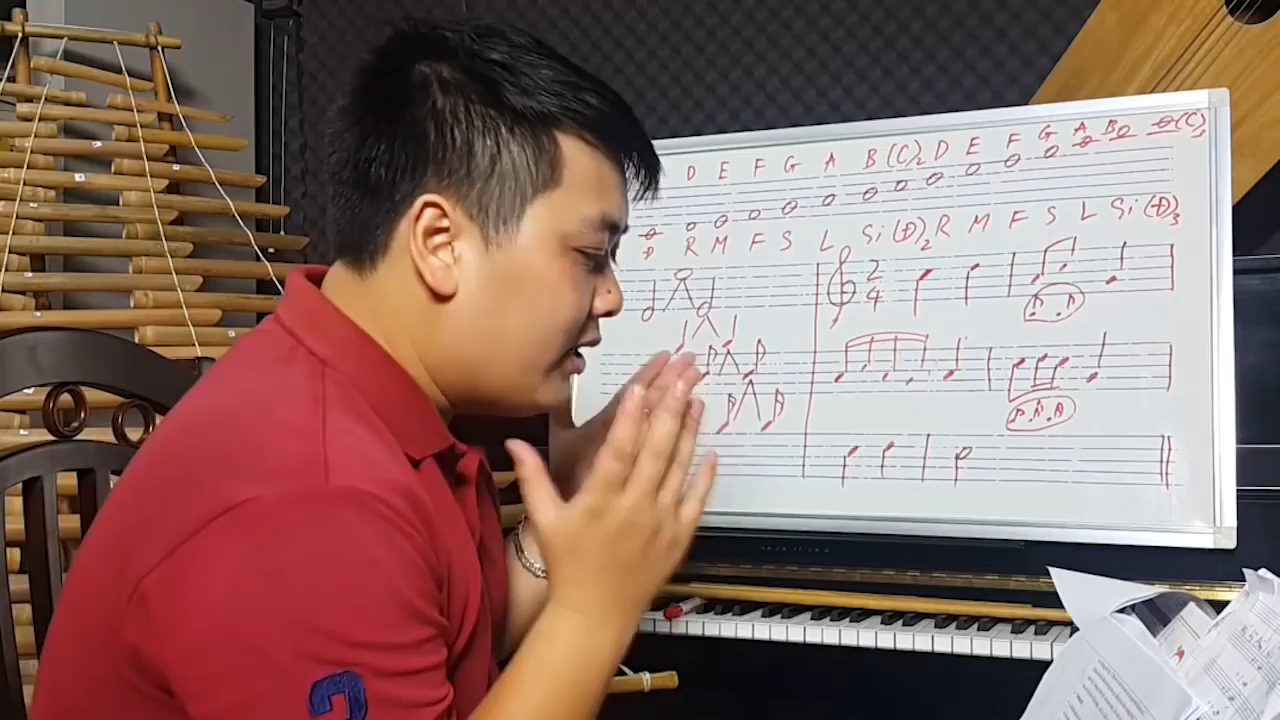 D E F G A B (C)2 D E F G A B (C)3
Đ R M F S L Si (Đ)2 R M F S L Si (Đ)3
2
4